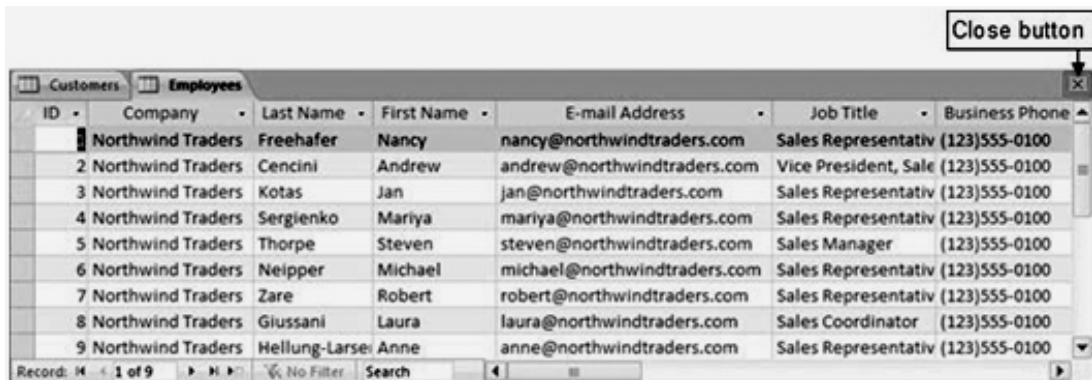 Close button
Customers Employees
ID Company Last Name First Name E-mail Address Job Title Business Phone
1 Northwind Traders Freehafer Nancy nancy@northwindtraders.com Sales Representativ (123)555-0100
2 Northwind Traders Cencini Andrew andrew@northwindtraders.com Vice President, Sale (123)555-0100
3 Northwind Traders Kotas Jan jan@northwindtraders.com Sales Representativ (123)555-0100
4 Northwind Traders Sergienko Mariya mariya@northwindtraders.com Sales Representativ (123)555-0100
5 Northwind Traders Thorpe Steven steven@northwindtraders.com Sales Manager (123)555-0100
6 Northwind Traders Neipper Michael michael@northwindtraders.com Sales Representativ (123)555-0100
7 Northwind Traders Zare Robert robert@northwindtraders.com Sales Representativ (123)555-0100
8 Northwind Traders Giussani Laura laura@northwindtraders.com Sales Coordinator (123)555-0100
9 Northwind Traders Hellung-Larse Anne anne@northwindtraders.com Sales Representativ (123)555-0100
Record: 1 of 9 No Filter Search